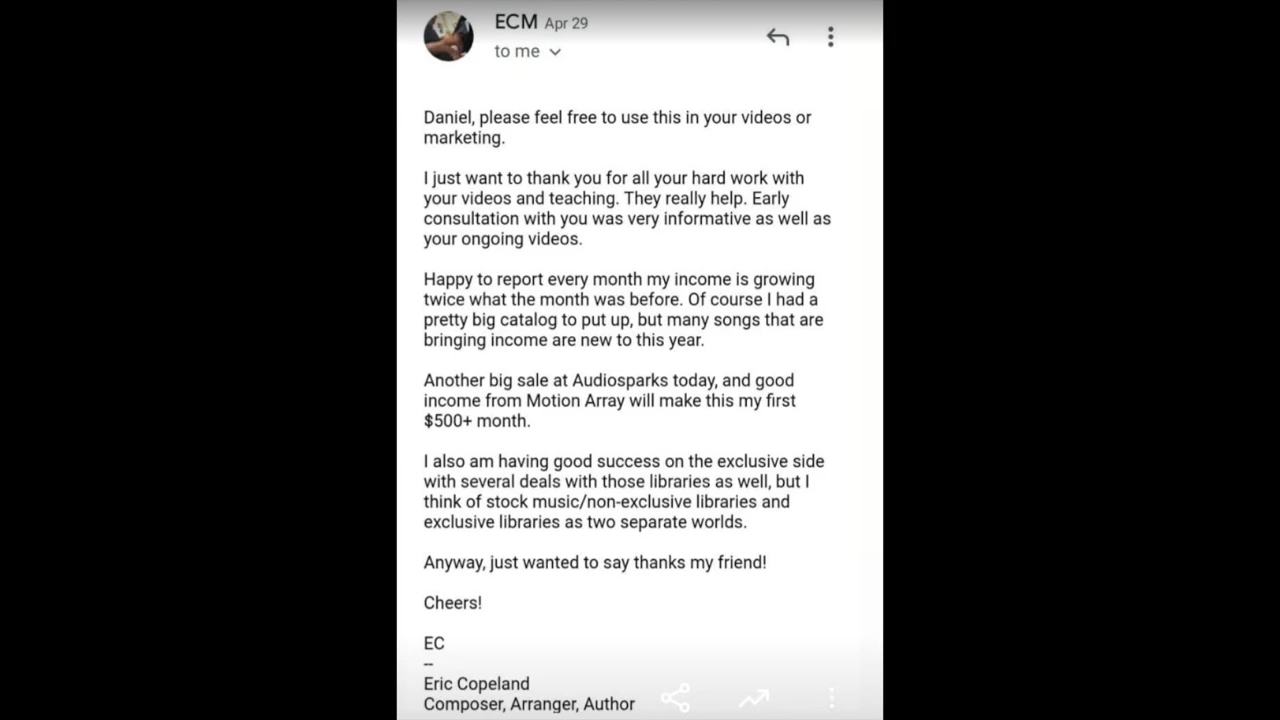 ECM Apr 29
to me
Daniel, please feel free to use this in your videos or
marketing.
I just want to thank you for all your hard work with
your videos and teaching. They really help. Early
consultation with you was very informative as well as
your ongoing videos.
Happy to report every month my income is growing
twice what the month was before. Of course I had a
pretty big catalog to put up, but many songs that are
bringing income are new to this year.
Another big sale at Audiosparks today, and good
income from Motion Array will make this my first
$500+ month.
I also am having good success on the exclusive side
with several deals with those libraries as well, but I
think of stock music/non-exclusive libraries and
exclusive libraries as two separate worlds.
Anyway, just wanted to say thanks my friend!
Cheers!
EC
--
Eric Copeland
Composer, Arranger, Author